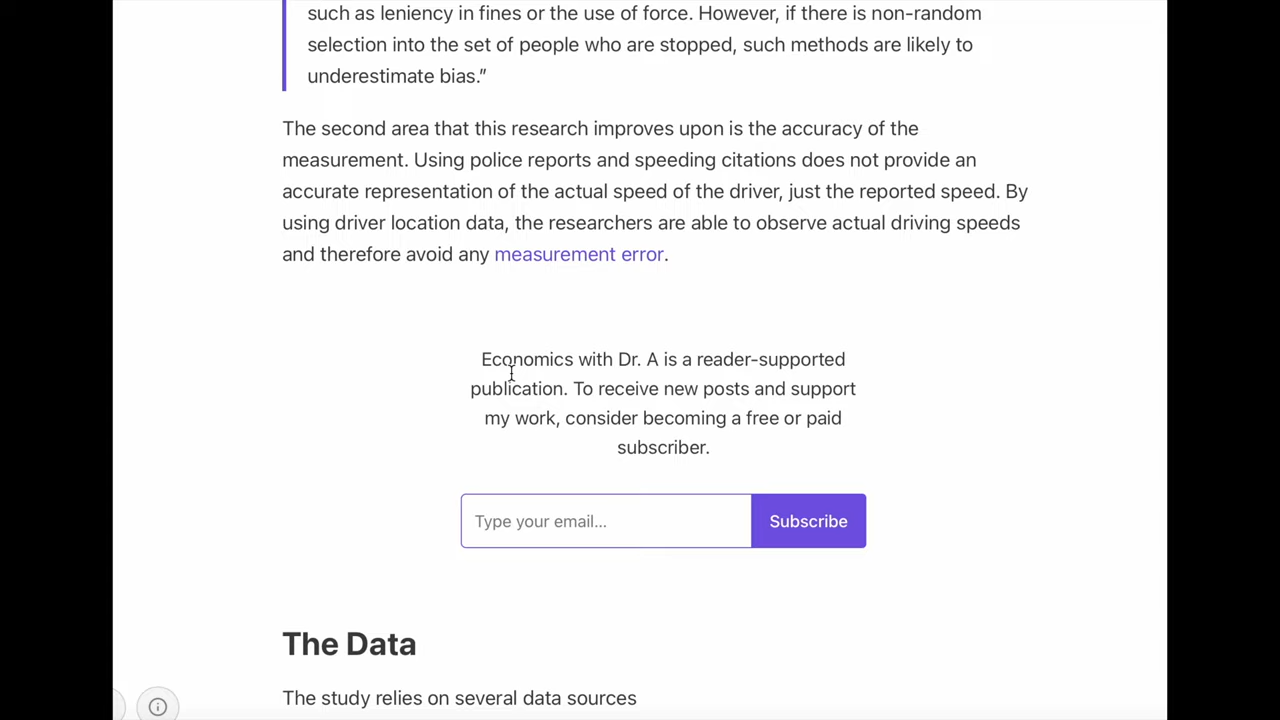 such as leniency in fines or the use of force. However, if there is non-random
selection into the set of people who are stopped, such methods are likely to
underestimate bias.”
The second area that this research improves upon is the accuracy of the
measurement. Using police reports and speeding citations does not provide an
accurate representation of the actual speed of the driver, just the reported speed. By
using driver location data, the researchers are able to observe actual driving speeds
and therefore avoid any measurement error.
Economics with Dr. A is a reader-supported
publication. To receive new posts and support
my work, consider becoming a free or paid
subscriber.
Type your email...
Subscribe
The Data
The study relies on several data sources